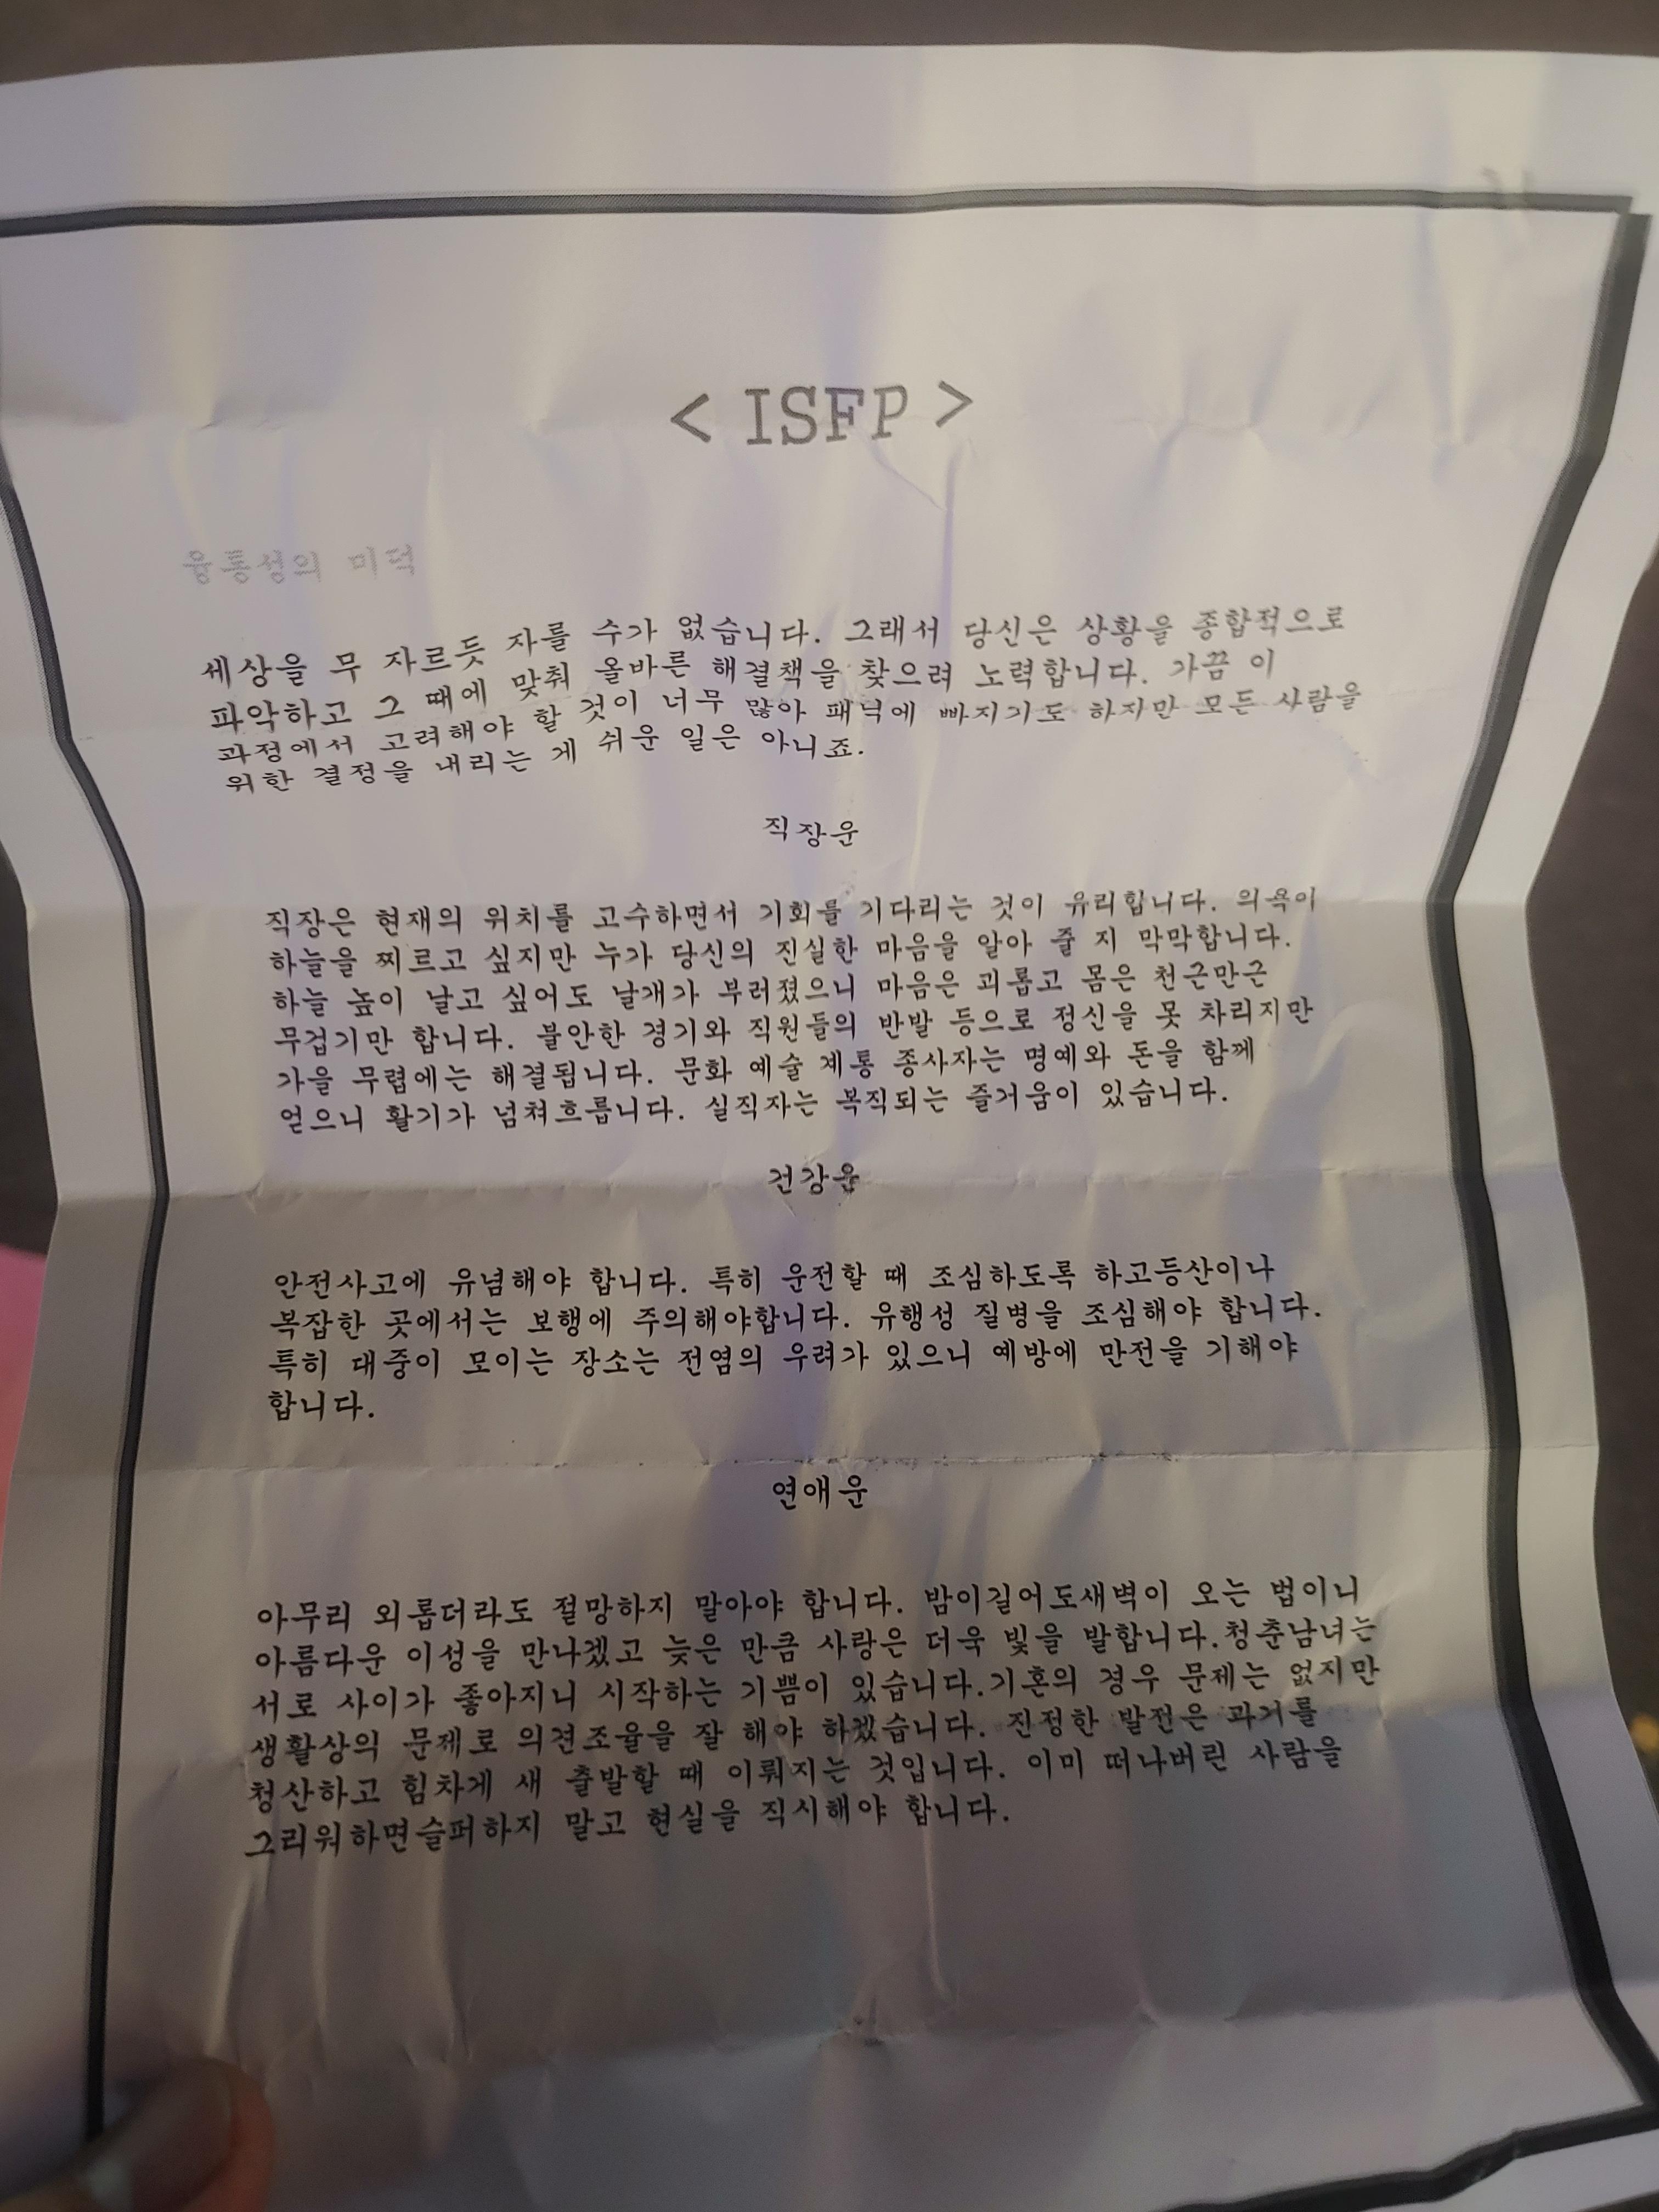 < ISFP >
융통성의 미덕
세상을 무 자르듯 자를 수가 없습니다. 그래서 당신은 상황을 종합적으로
파악하고 그 때에 맞춰 올바른 해결책을 찾으려 노력합니다. 가끔 이
과정에서 고려해야 할 것이 너무 많아 패닉에 빠지기도 하지만 모든 사람을
위한 결정을 내리는 게 쉬운 일은 아니죠.
직장운
직장은 현재의 위치를 고수하면서 기회를 기다리는 것이 유리합니다. 의욕이
하늘을 찌르고 싶지만 누가 당신의 진실한 마음을 알아 줄 지 막막합니다.
하늘 높이 날고 싶어도 날개가 부러졌으니 마음은 괴롭고 몸은 천근만근
무겁기만 합니다. 불안한 경기와 직원들의 반발 등으로 정신을 못 차리지만
가을 무렵에는 해결됩니다. 문화 예술 계통 종사자는 명예와 돈을 함께
얻으니 활기가 넘쳐흐릅니다. 실직자는 복직되는 즐거움이 있습니다.
건강운
안전사고에 유념해야 합니다. 특히 운전할 때 조심하도록 하고등산이나
복잡한 곳에서는 보행에 주의해야합니다. 유행성 질병을 조심해야 합니다.
특히 대중이 모이는 장소는 전염의 우려가 있으니 예방에 만전을 기해야
합니다.
연애운
아무리 외롭더라도 절망하지 말아야 합니다. 밤이길어도새벽이 오는 법이니
아름다운 이성을 만나겠고 늦은 만큼 사랑은 더욱 빛을 발합니다.청춘남녀는
서로 사이가 좋아지니 시작하는 기쁨이 있습니다.기혼의 경우 문제는 없지만
생활상의 문제로 의견조율을 잘 해야 하겠습니다. 진정한 발전은 과거를
청산하고 힘차게 새 출발할 때 이뤄지는 것입니다. 이미 떠나버린 사람을
그리워하면슬퍼하지 말고 현실을 직시해야 합니다.